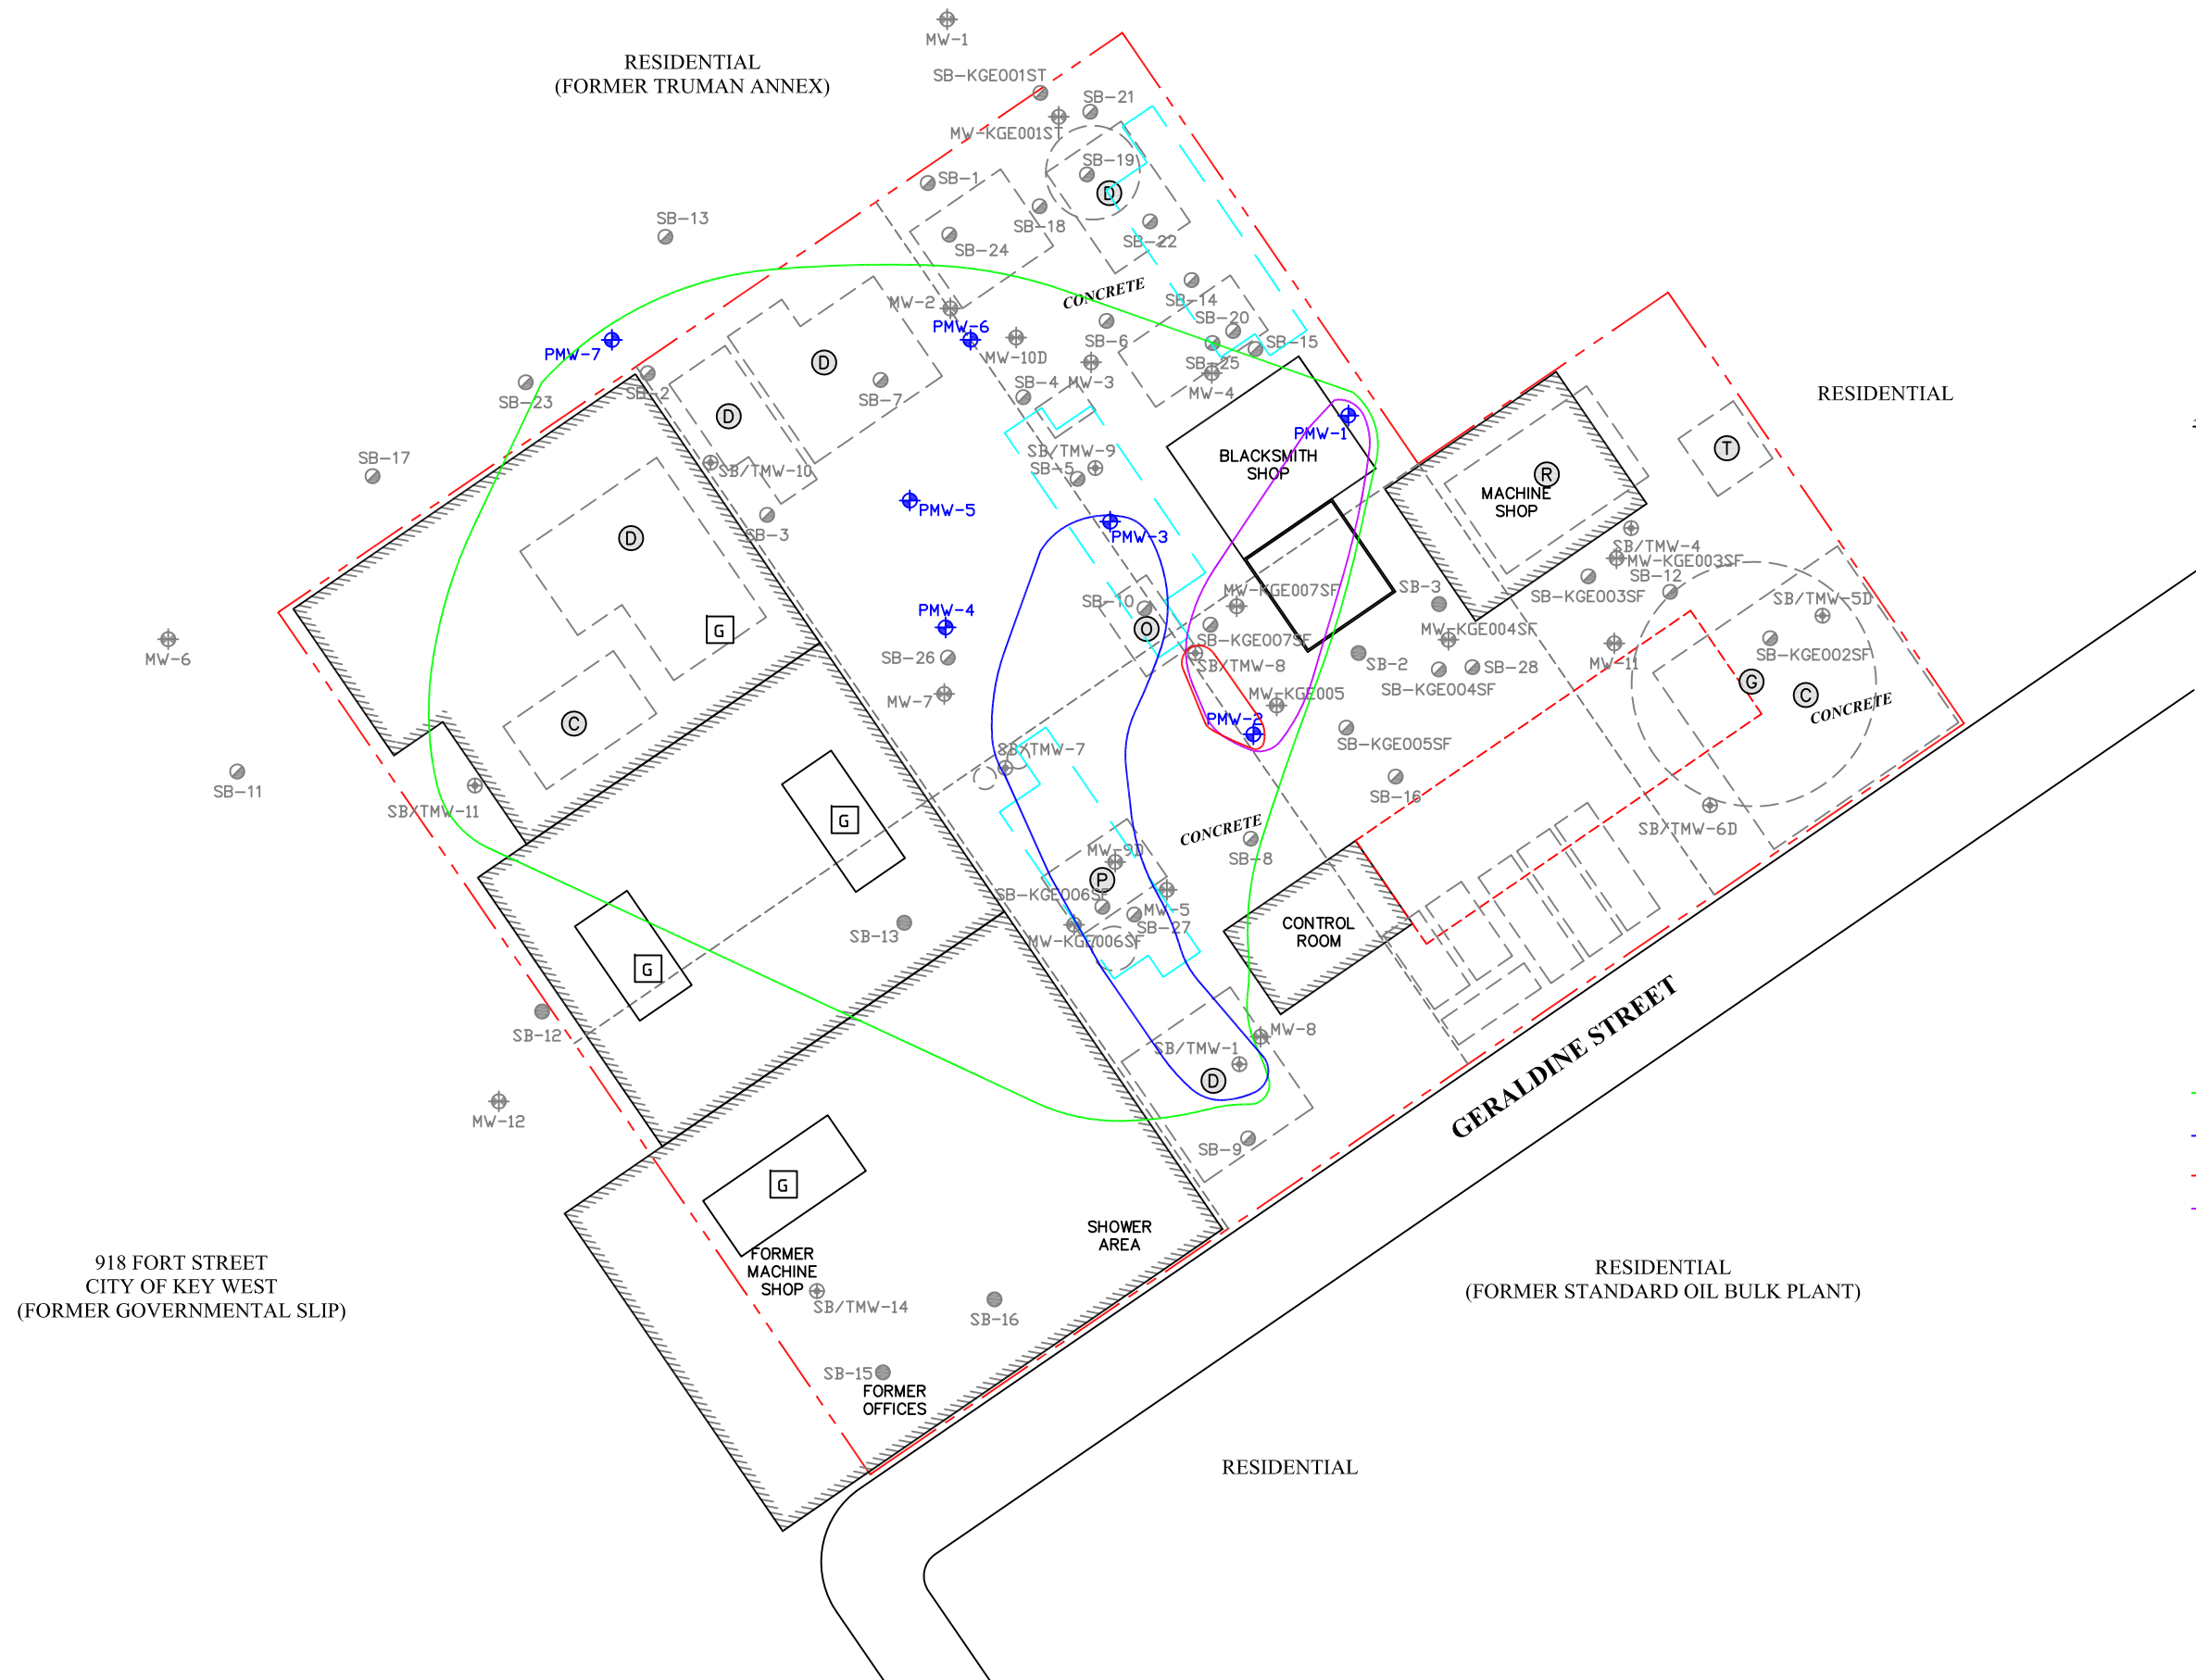 MW-1
RESIDENTIAL
(FORMER TRUMAN ANNEX)
SB-KGE001ST
SB-21
MW-KGE001ST
SB-19
D
SB-1
SB-13
SB-18
SB-22
SB-24
CONCRETE
SB-14
MW-2
PMW-6
SB-20
SB-6
SB-15
PMW-7
MW-10D
SB-25
D
SB-4
MW-3
MW-4
SB-2
SB-7
SB-23
RESIDENTIAL
D
PMW-1
SB-17
SB/TMW-9
BLACKSMITH
SHOP
SB-5
SB/TMW-10
R
T
MACHINE
SHOP
PMW-5
SB-3
PMW-3
D
SB/TMW-4
MW-KGE003SF
SB-12
SB-KGE003SF
SB-3
MW-KGE007SF
SB/TMW-5D
SB-10
PMW-4
G
O
MW-KGE004SF
SB-KGE007SF
MW-6
SB-26
MW-11
SB-KGE002SF
SB/TMW-8
SB-2
SB-28
SB-KGE004SF
G
C
MW-7
MW-KGE005
CONCRETE
C
PMW-2
SB/TMW-7
SB-KGE005SF
SB-11
SB-16
SB/TMW-11
G
CONCRETE
SB/TMW-6D
MW-9D
SB-8
P
SB-KGE006SF
MW-5
SB-27
CONTROL
ROOM
SB-13
MW-KGE006SF
G
SB-12
MW-8
SB/TMW-1
GERALDINE STREET
D
MW-12
SB-9
G
SHOWER
AREA
FORMER
MACHINE
SHOP
918 FORT STREET
CITY OF KEY WEST
(FORMER GOVERNMENTAL SLIP)
RESIDENTIAL
(FORMER STANDARD OIL BULK PLANT)
SB/TMW-14
SB-16
SB-15
FORMER
OFFICES
RESIDENTIAL